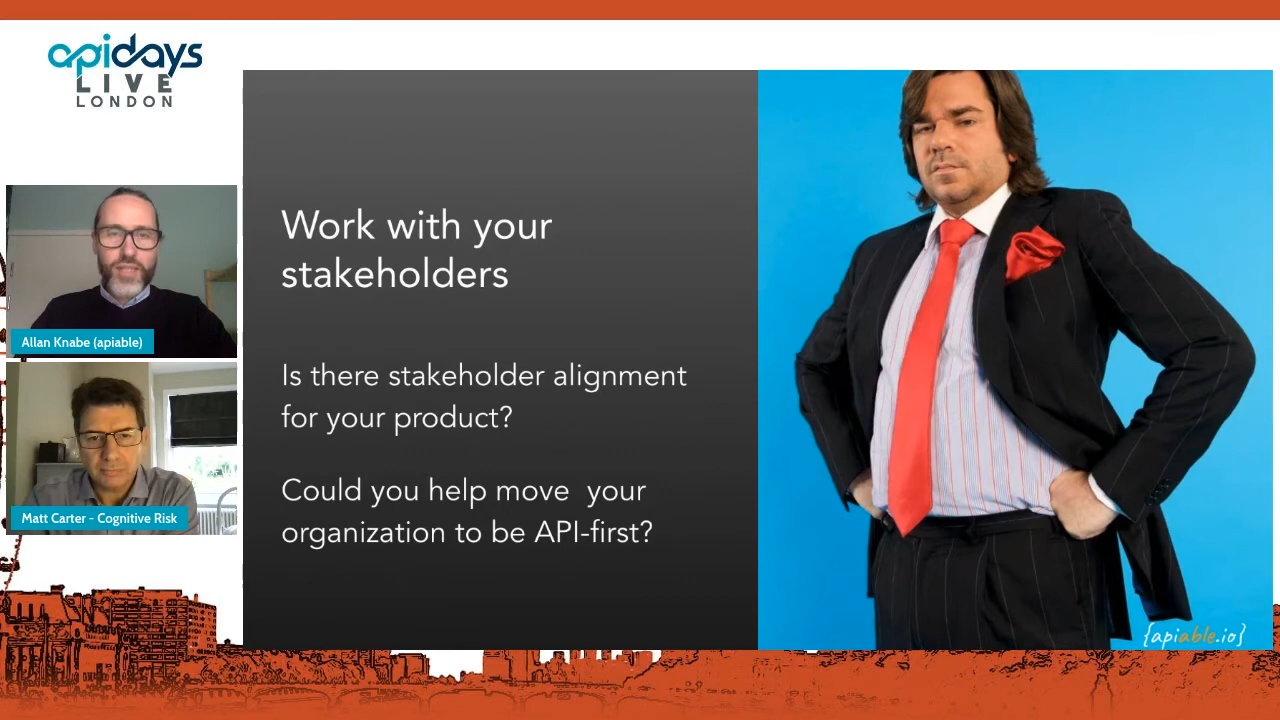 apidays
LIVE
LONDON
Allan Knabe (apiable)
Matt Carter - Cognitive Risk
Work with your
stakeholders
Is there stakeholder alignment
for your product?
Could you help move  your
organization to be API-first?
{apiable.io}